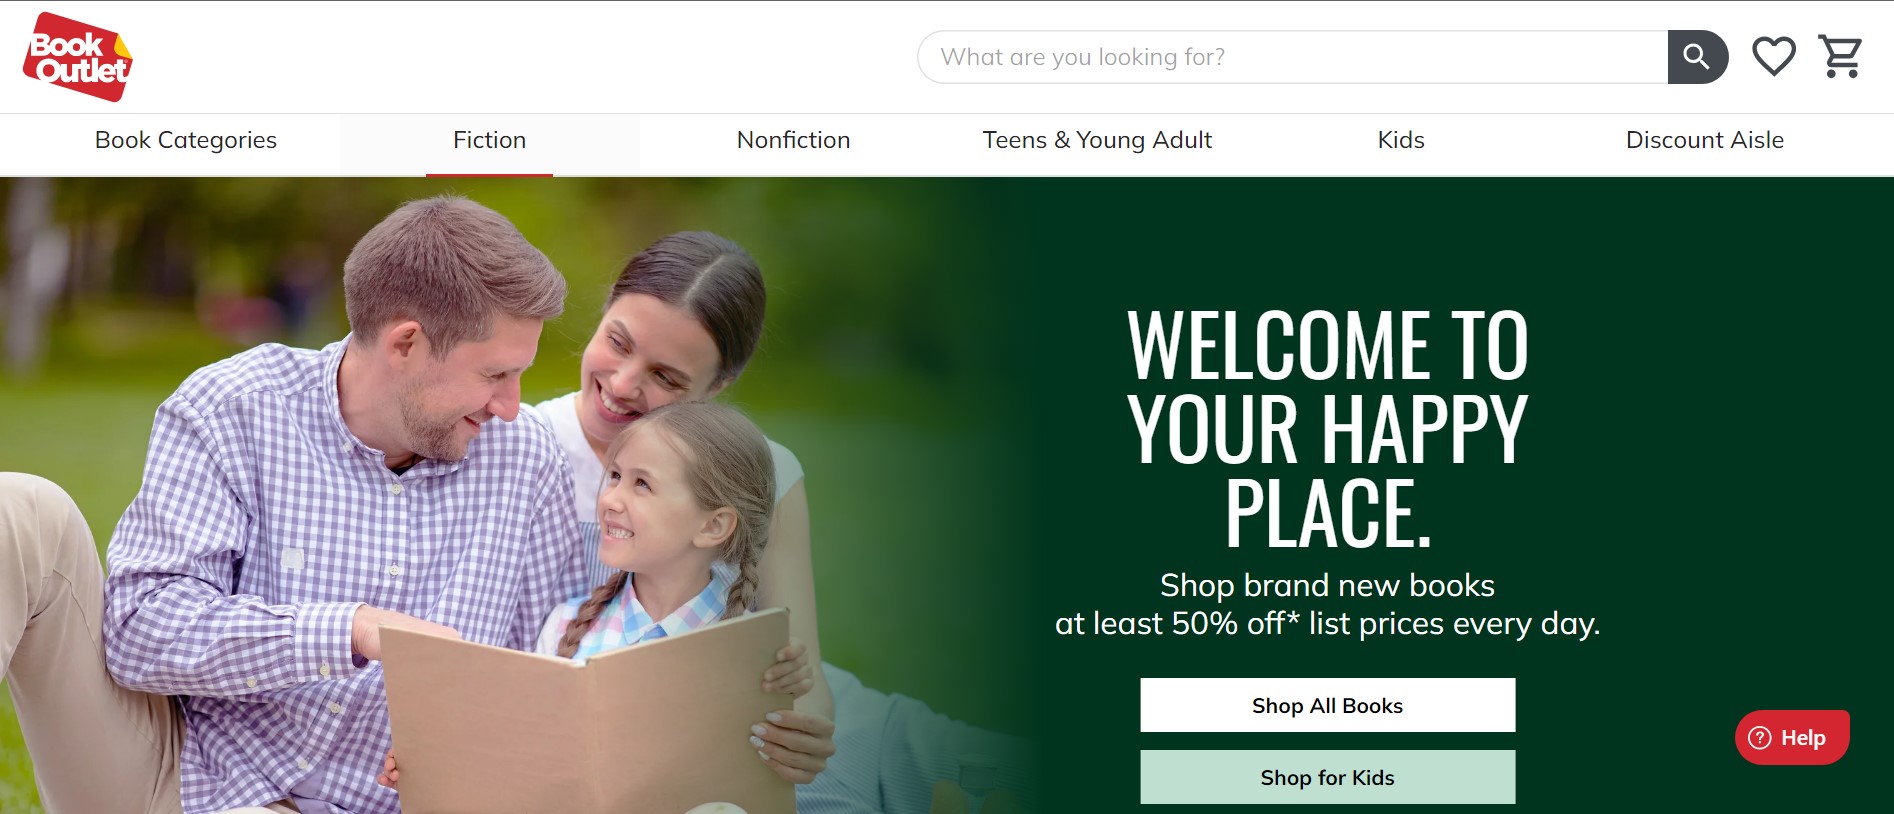 Book
Outlet
What are you looking for?
Book Categories
Fiction
Nonfiction
Teens & Young Adult
Kids
Discount Aisle
WELCOME TO
YOUR HAPPY
PLACE.
Shop brand new books
at least 50% off* list prices every day.
Shop All Books
Shop for Kids
? Help